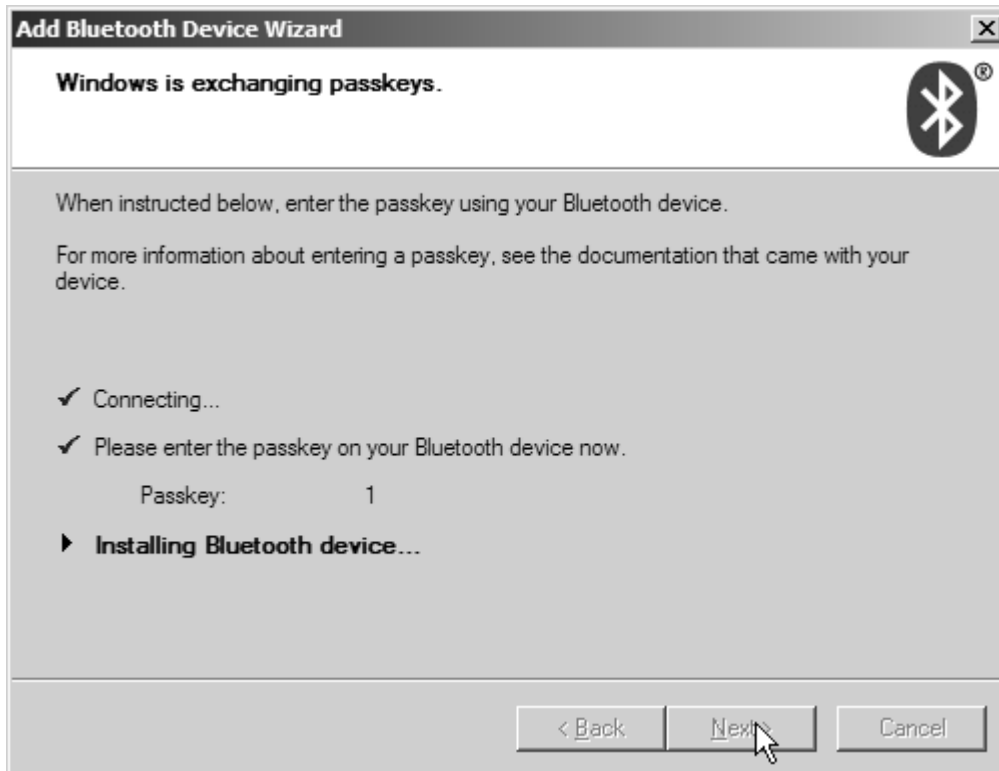 Add Bluetooth Device Wizard
Windows is exchanging passkeys.
®
When instructed below, enter the passkey using your Bluetooth device.
For more information about entering a passkey, see the documentation that came with your
device.
Connecting...
Please enter the passkey on your Bluetooth device now.
Passkey: 1
Installing Bluetooth device...
< Back Next > Cancel